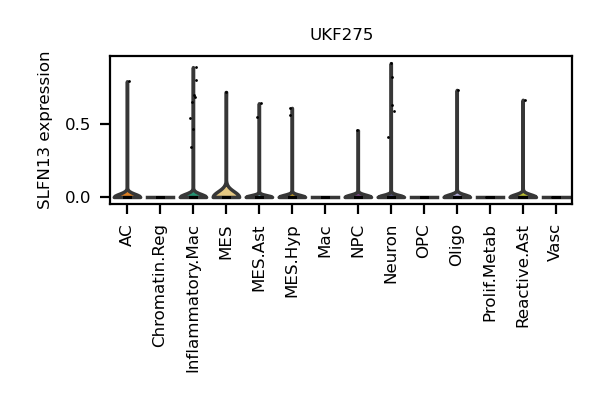 UKF275
SLFN13 expression
0.5
0.0
AC
Chromatin.Reg
Inflammatory.Mac
MES
MES.Ast
MES.Hyp
Mac
NPC
Neuron
OPC
Oligo
Prolif.Metab
Reactive.Ast
Vasc